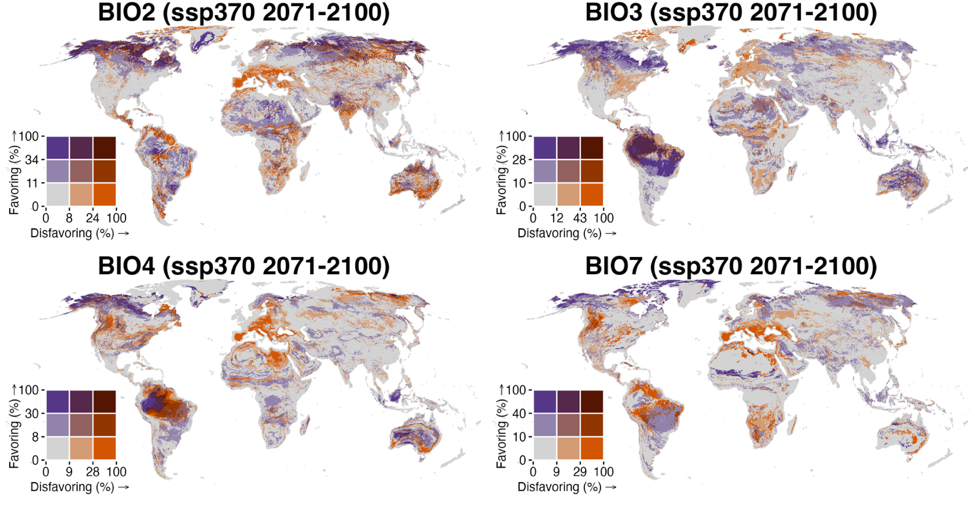 BIO2 (ssp370 2071-2100)
BIO3 (ssp370 2071-2100)
↑100
34
11
0
Favoring (%)
0 8 24 100
Disfavoring (%) →
↑100
28
10
0
Favoring (%)
0 12 43 100
Disfavoring (%) →
BIO4 (ssp370 2071-2100)
BIO7 (ssp370 2071-2100)
↑100
30
8
0
Favoring (%)
0 9 28 100
Disfavoring (%) →
↑100
40
10
0
Favoring (%)
0 9 29 100
Disfavoring (%) →